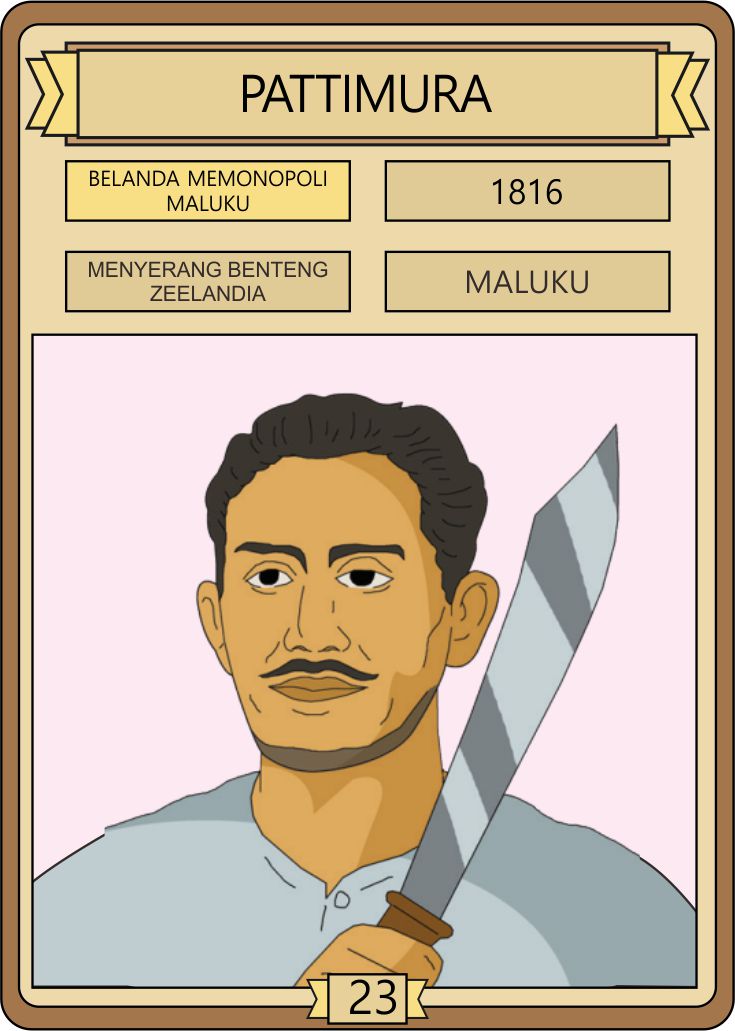 PATTIMURA
BELANDA MEMONOPOLI
MALUKU
1816
MENYERANG BENTENG
ZEELANDIA
MALUKU
23